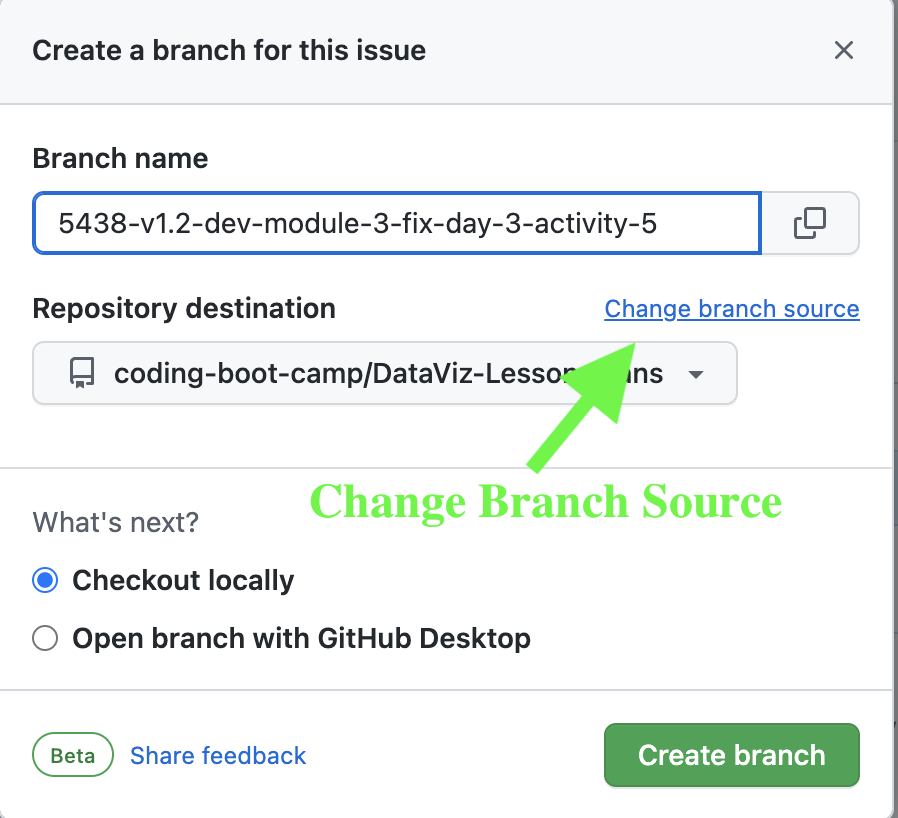 Create a branch for this issue
Branch name
5438-v1.2-dev-module-3-fix-day-3-activity-5
Repository destination
Change branch source
coding-boot-camp/DataViz-Lesson
Change Branch Source
What's next?
Checkout locally
Open branch with GitHub Desktop
Beta
Share feedback
Create branch